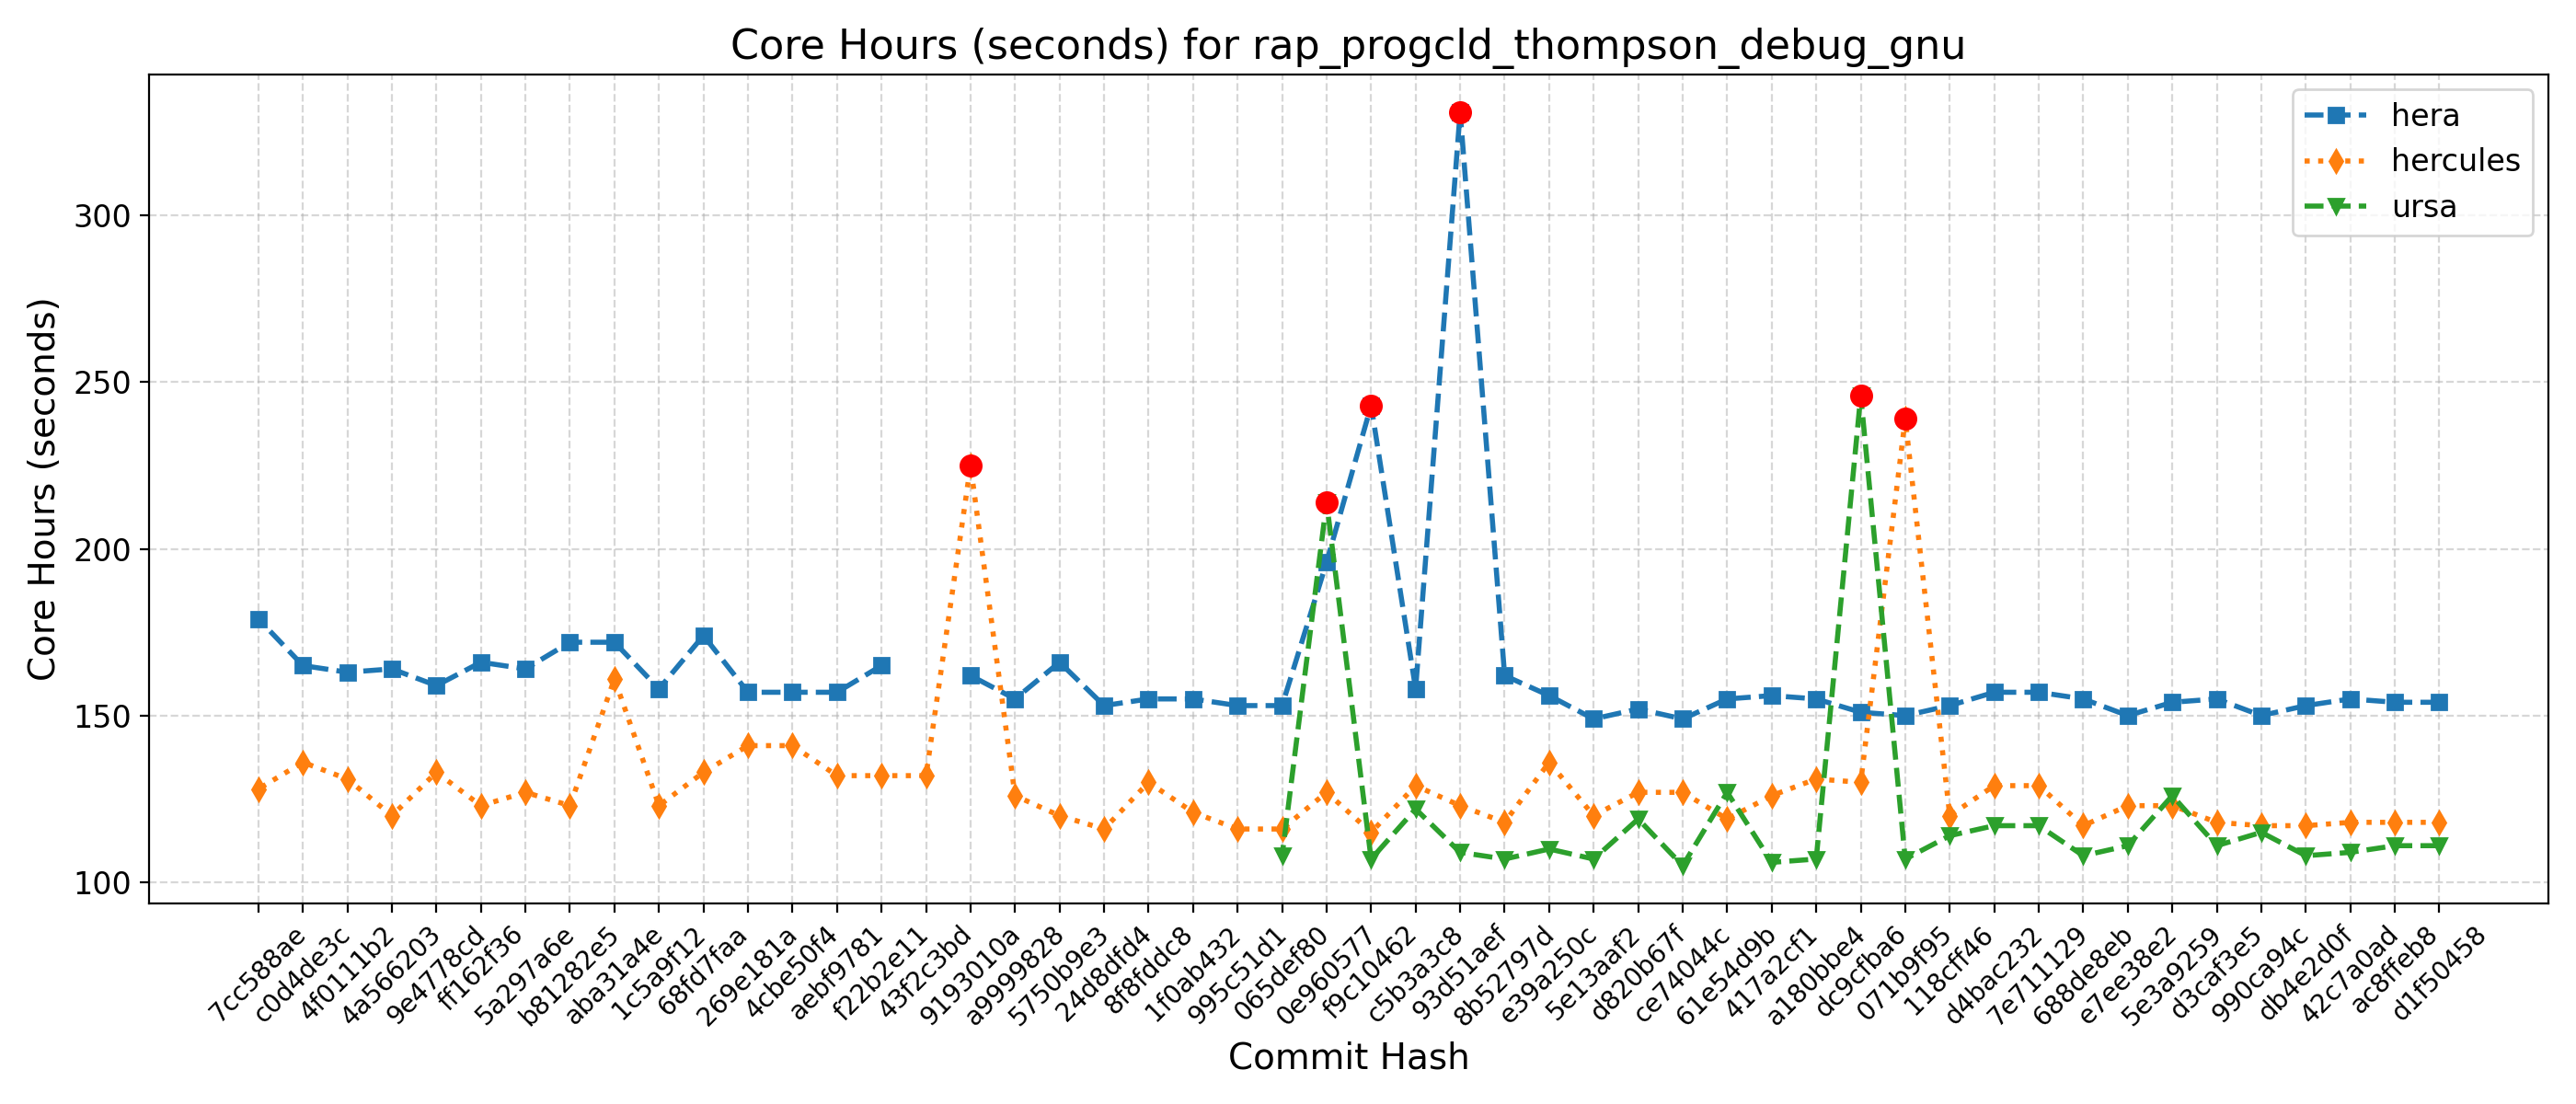 Core Hours (seconds) for rap_progcld_thompson_debug_gnu
hera
hercules
ursa
Core Hours (seconds)
300
250
200
150
100
7cc588ae
c0d4de3c
4f0111b2
4a566203
9e4778cd
ff162f36
5a297a6e
b81282e5
aba31a4e
1c5a9f12
68fd7faa
269e181a
4cbe50f4
aebf9781
f22b2e11
43f2c3bd
9193010a
a9999828
5750b9e3
24d8dfd4
8f8fddc8
1f0ab432
995c51d1
065def80
0e960577
f9c10462
c5b3a3c8
93d51aef
8b52797d
e39a250c
5e13aaf2
d820b67f
ce74044c
61e54d9b
417a2cf1
a180bbe4
dc9cfba6
071b9f95
118cff46
d4bac232
7e711129
688de8eb
e7ee38e2
5e3a9259
d3caf3e5
990ca94c
db4e2d0f
42c7a0ad
ac8ffeb8
d1f50458
Commit Hash